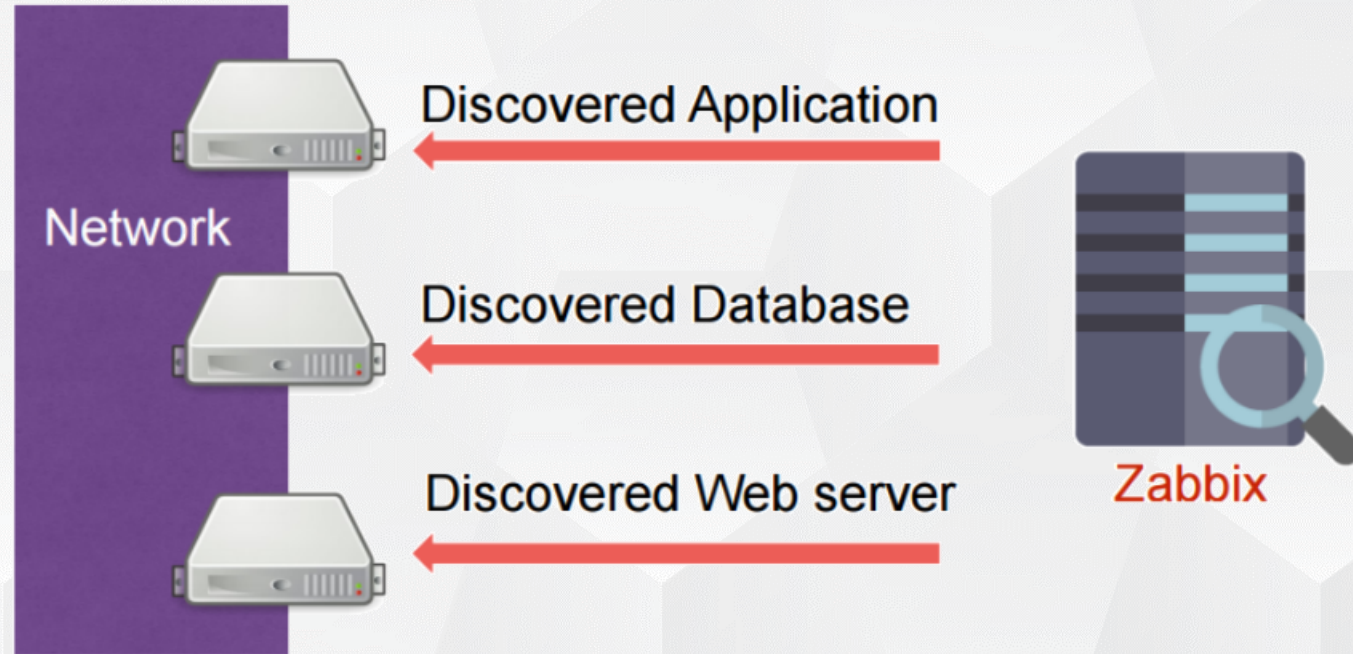 Discovered Application
Network
Discovered Database
Discovered Web server
Zabbix